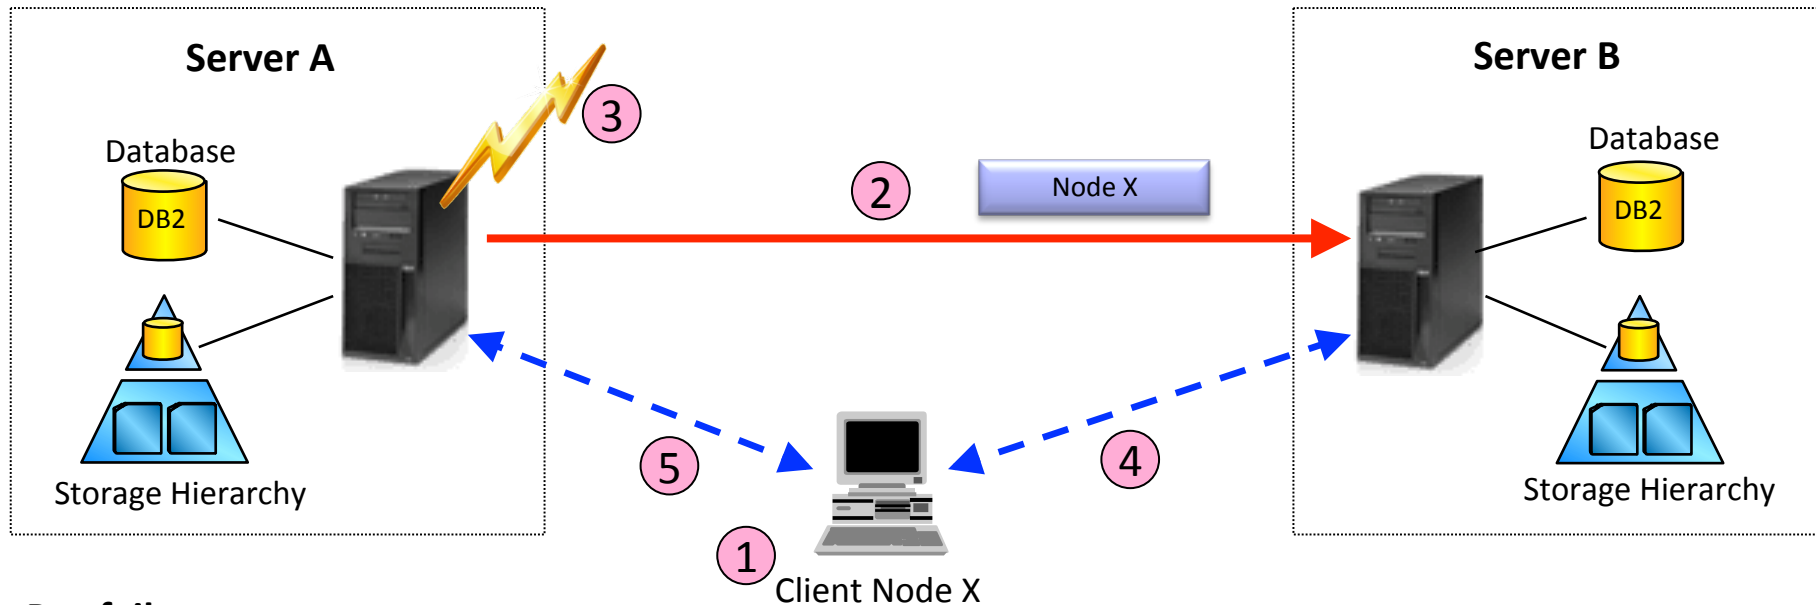 Server A
Server B
3
Database
Database
DB2
2
Node X
DB2
5
4
Storage Hierarchy
Storage Hierarchy
1
Client Node X